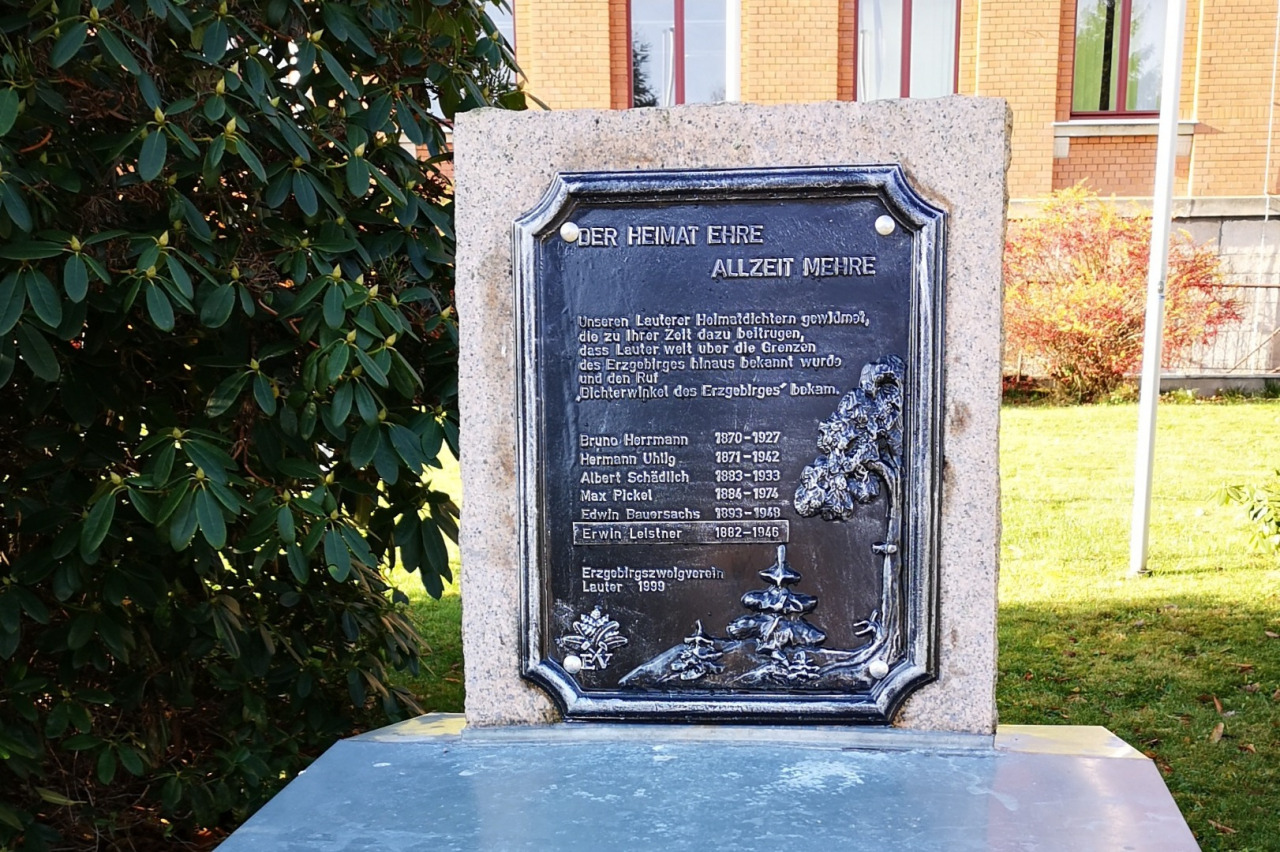 DER HEIMAT EHRE
ALLZEIT MEHRE
Unseren Lauterer Heimatdichtern gewidmet,
die zu ihrer Zeit dazu beitrugen,
dass Lauter weit über die Grenzen
des Erzgebirges hinaus bekannt wurde
und den Ruf
„Dichterwinkel des Erzgebirges“ bekam.
Bruno Herrmann 1870-1927
Hermann Uhlig 1871-1942
Albert Schädlich 1883-1933
Max Pickel 1884-1974
Edwin Bauersachs 1893-1948
Erwin Leistner 1882-1946
Erzgebirgszweigverein
Lauter 1999
EV